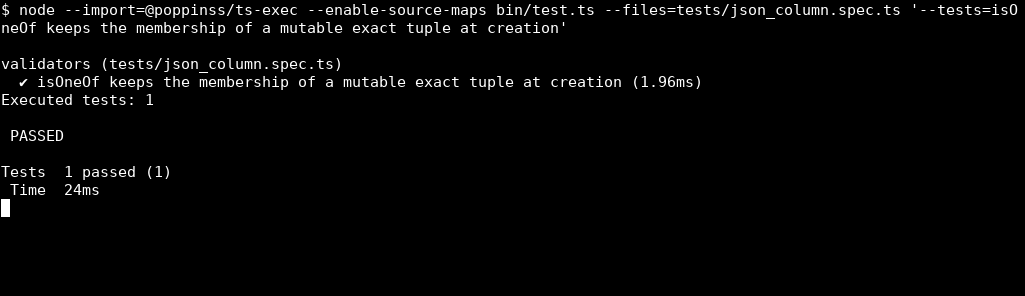 $ node --import=@poppinss/ts-exec --enable-source-maps bin/test.ts --files=tests/json_column.spec.ts '--tests=isO
neOf keeps the membership of a mutable exact tuple at creation'
validators (tests/json_column.spec.ts)
✔ isOneOf keeps the membership of a mutable exact tuple at creation (1.96ms)
Executed tests: 1
PASSED
Tests  1 passed (1)
Time  24ms